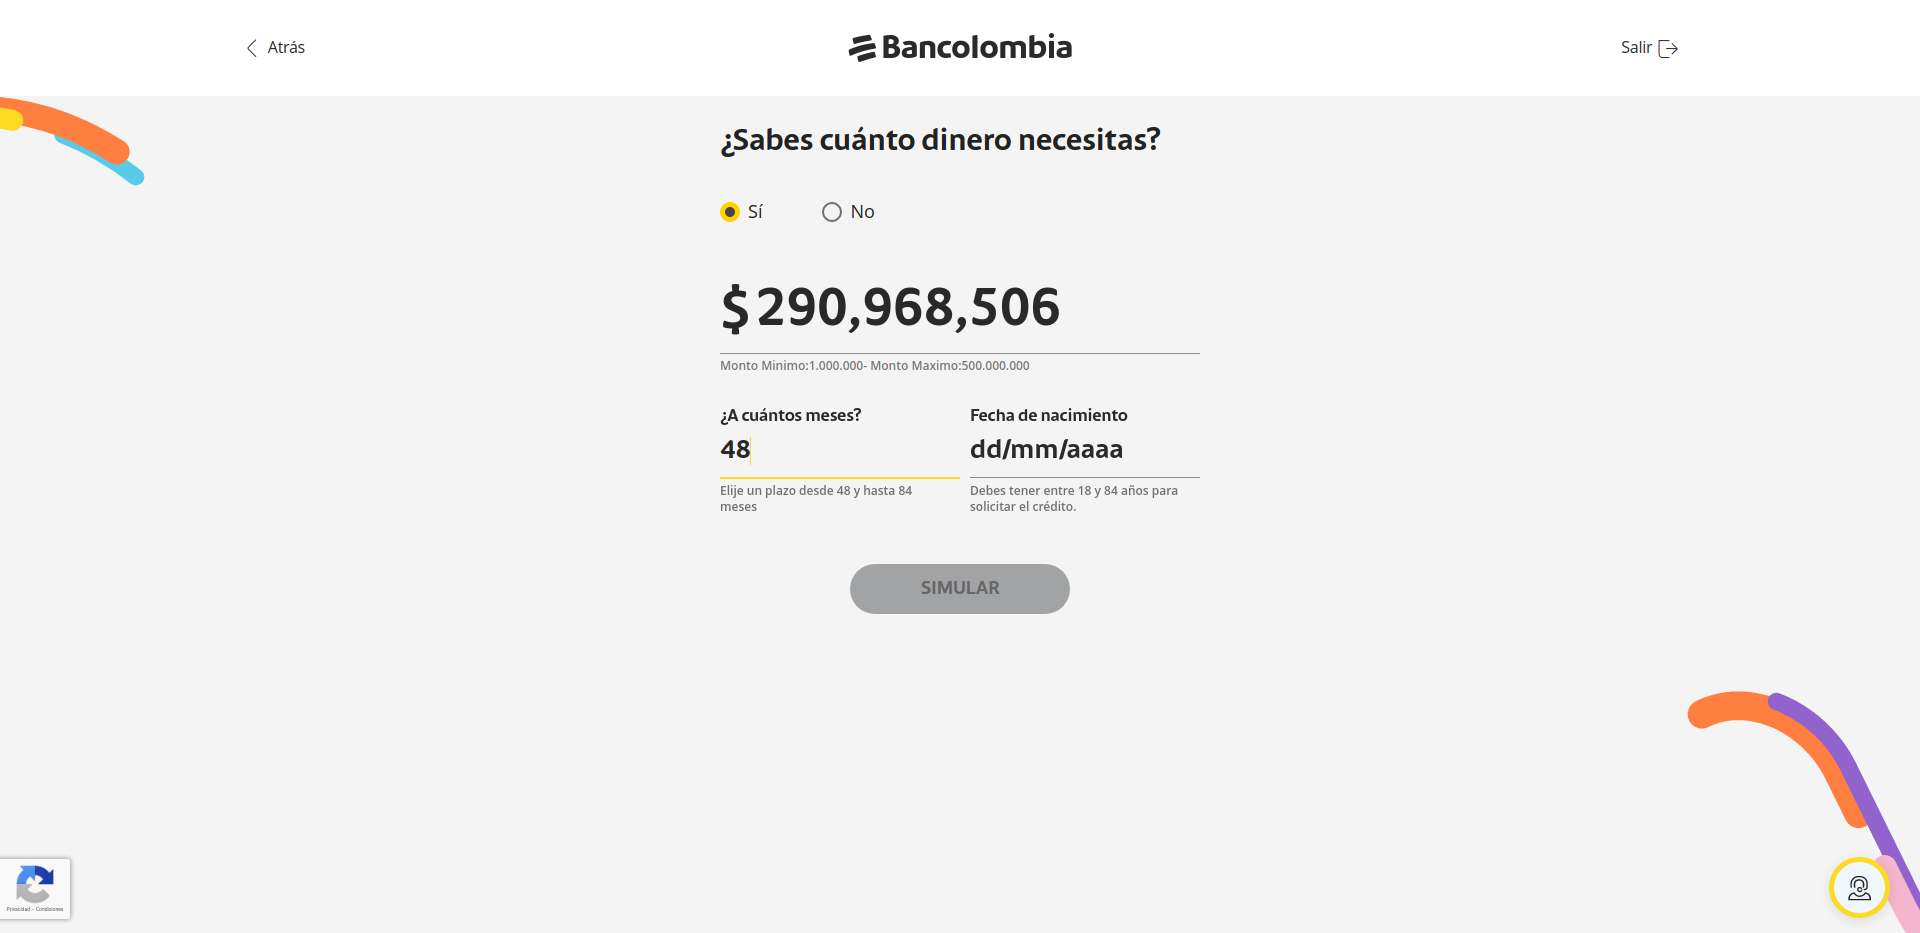 Atrás
Bancolombia
Salir
¿Sabes cuánto dinero necesitas?
Sí
No
$ 290,968,506
Monto Minimo:1.000.000- Monto Maximo:500.000.000
¿A cuántos meses?
48
Elije un plazo desde 48 y hasta 84
meses
Fecha de nacimiento
dd/mm/aaaa
Debes tener entre 18 y 84 años para
solicitar el crédito.
SIMULAR
Privacidad - Condiciones